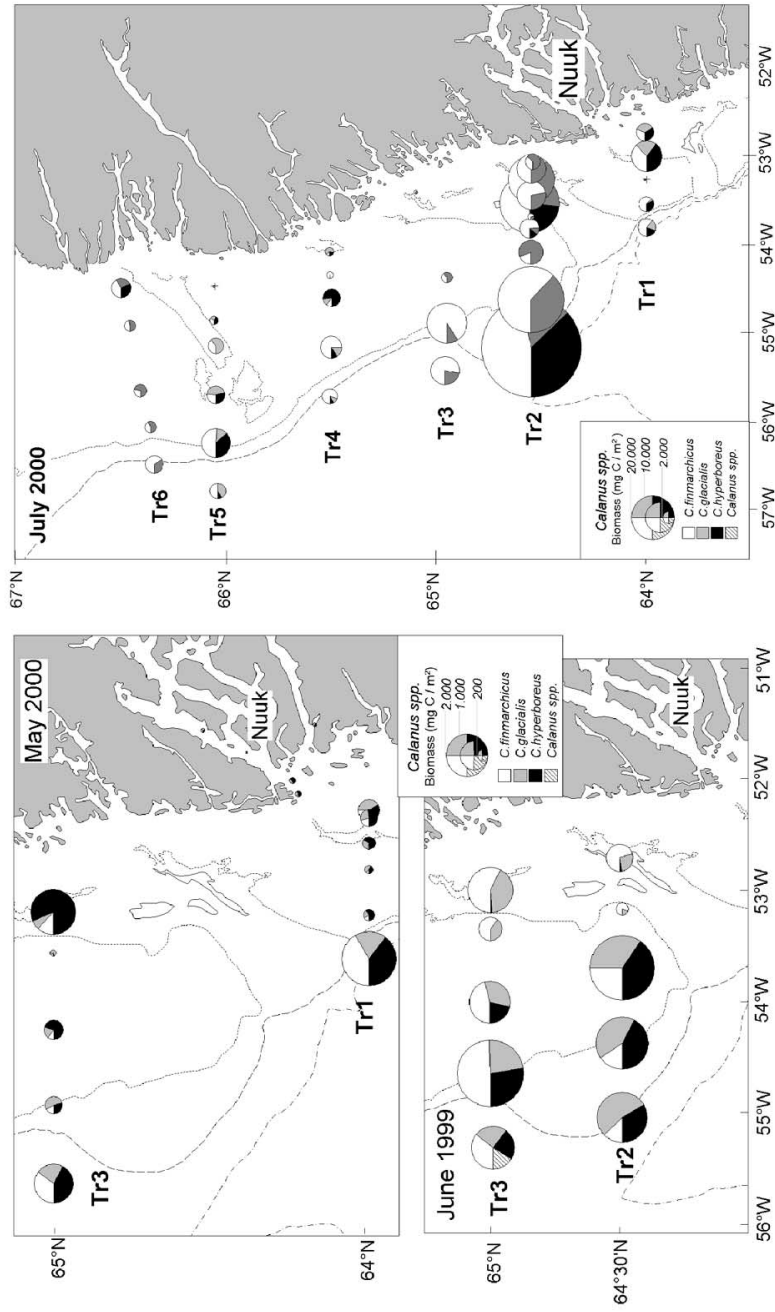 May 2000
65°N
64°N
Tr3
Tr1
Nuuk
Calanus spp.
Biomass (mg C / m²)
2.000
1.000
200
C.finmarchicus
C.glacialis
C.hyperboreus
Calanus spp.
June 1999
65°N
64°30'N
Tr3
Tr2
Nuuk
56°W
55°W
54°W
53°W
52°W
51°W
July 2000
67°N
66°N
65°N
64°N
Tr6
Tr5
Tr4
Tr3
Tr2
Tr1
Nuuk
Calanus spp.
Biomass (mg C / m²)
20.000
10.000
2.000
C.finmarchicus
C.glacialis
C.hyperboreus
Calanus spp.
57°W
56°W
55°W
54°W
53°W
52°W